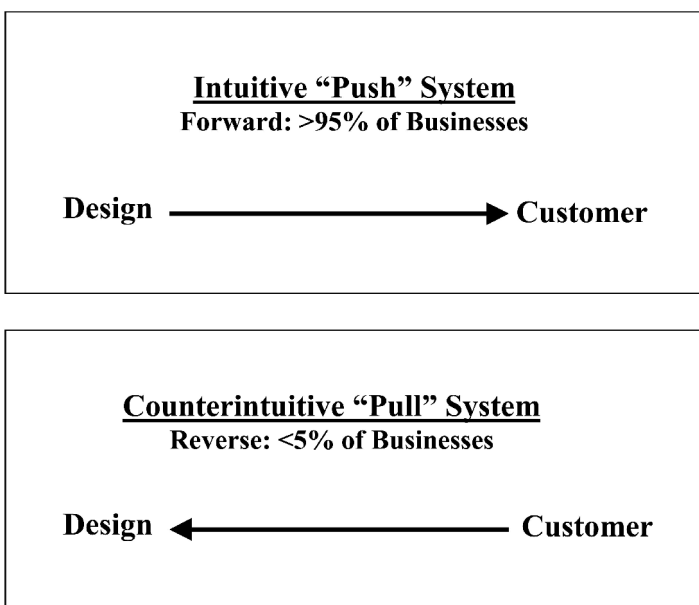 Intuitive “Push” System
Forward: >95% of Businesses
Design Customer
Counterintuitive “Pull” System
Reverse: <5% of Businesses
Design Customer